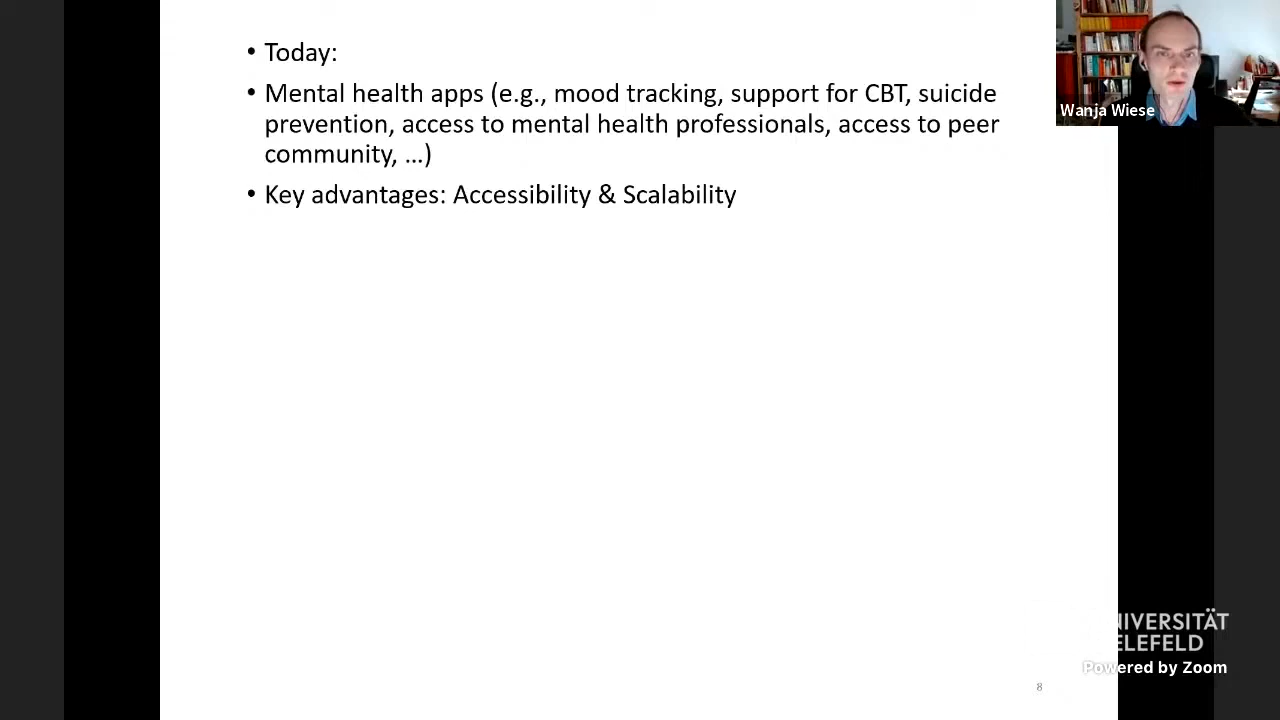 • Today:
• Mental health apps (e.g., mood tracking, support for CBT, suicide
prevention, access to mental health professionals, access to peer
community, ...)
• Key advantages: Accessibility & Scalability
Wanja Wiese
NIVERSITÄT
ELEFELD
Powered by Zoom
8